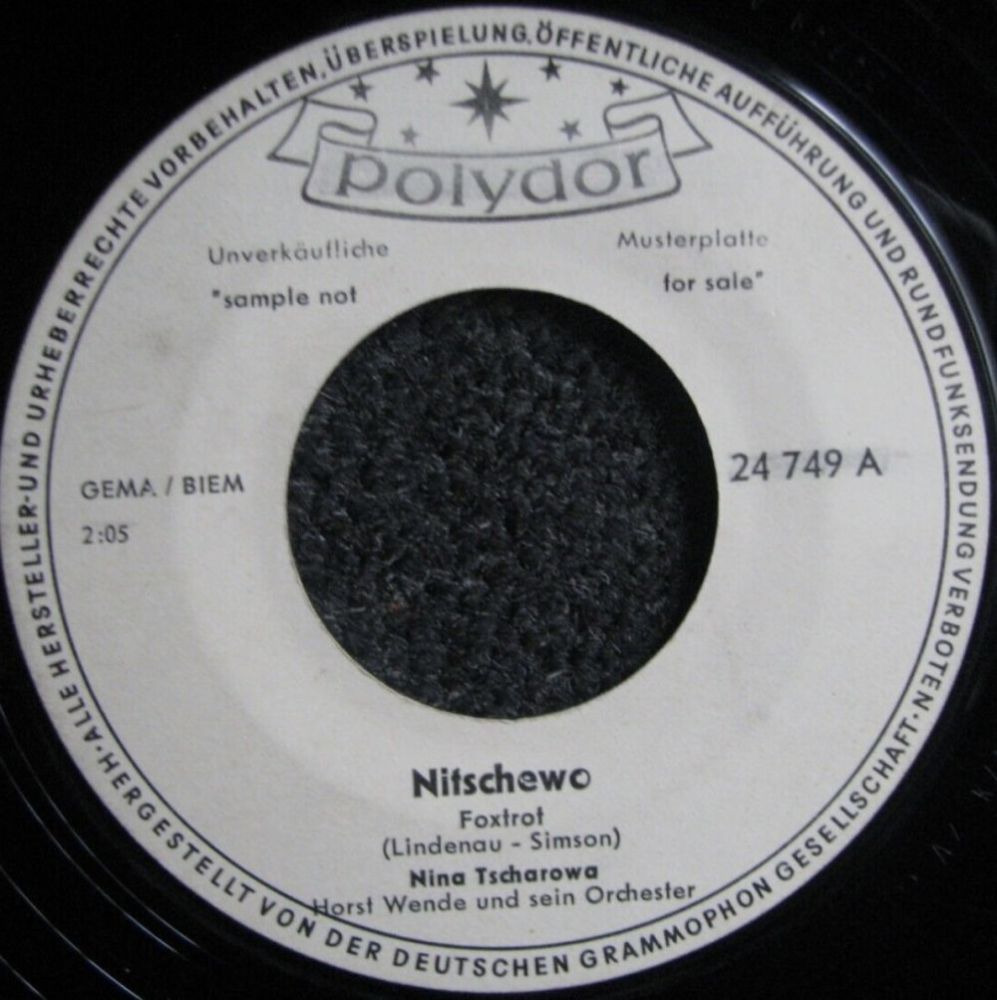 ·ALLE HERSTELLER-UND URHEBERRECHTE VORBEHALTEN, ÜBERSPIELUNG, ÖFFENTLICHE AUFFÜHRUNG UND RUNDFUNKSENDUNG VERBOTEN·
polydor
Unverkäufliche Musterplatte
"sample not for sale"
24 749 A
GEMA / BIEM
2:05
Nitschewo
Foxtrot
(Lindenau - Simson)
Nina Tscharowa
Horst Wende und sein Orchester
HERGESTELLT VON DER DEUTSCHEN GRAMMOPHON GESELLSCHAFT·